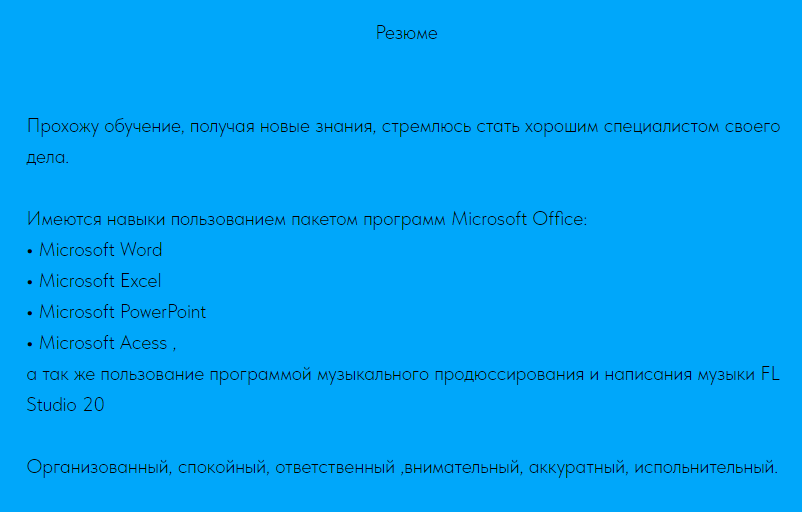 Резюме
Прохожу обучение, получая новые знания, стремлюсь стать хорошим специалистом своего
дела.
Имеются навыки пользованием пакетом программ Microsoft Office:
• Microsoft Word
• Microsoft Excel
• Microsoft PowerPoint
• Microsoft Acess ,
а так же пользование программой музыкального продюссирования и написания музыки FL
Studio 20
Организованный, спокойный, ответственный ,внимательный, аккуратный, испольнительный.